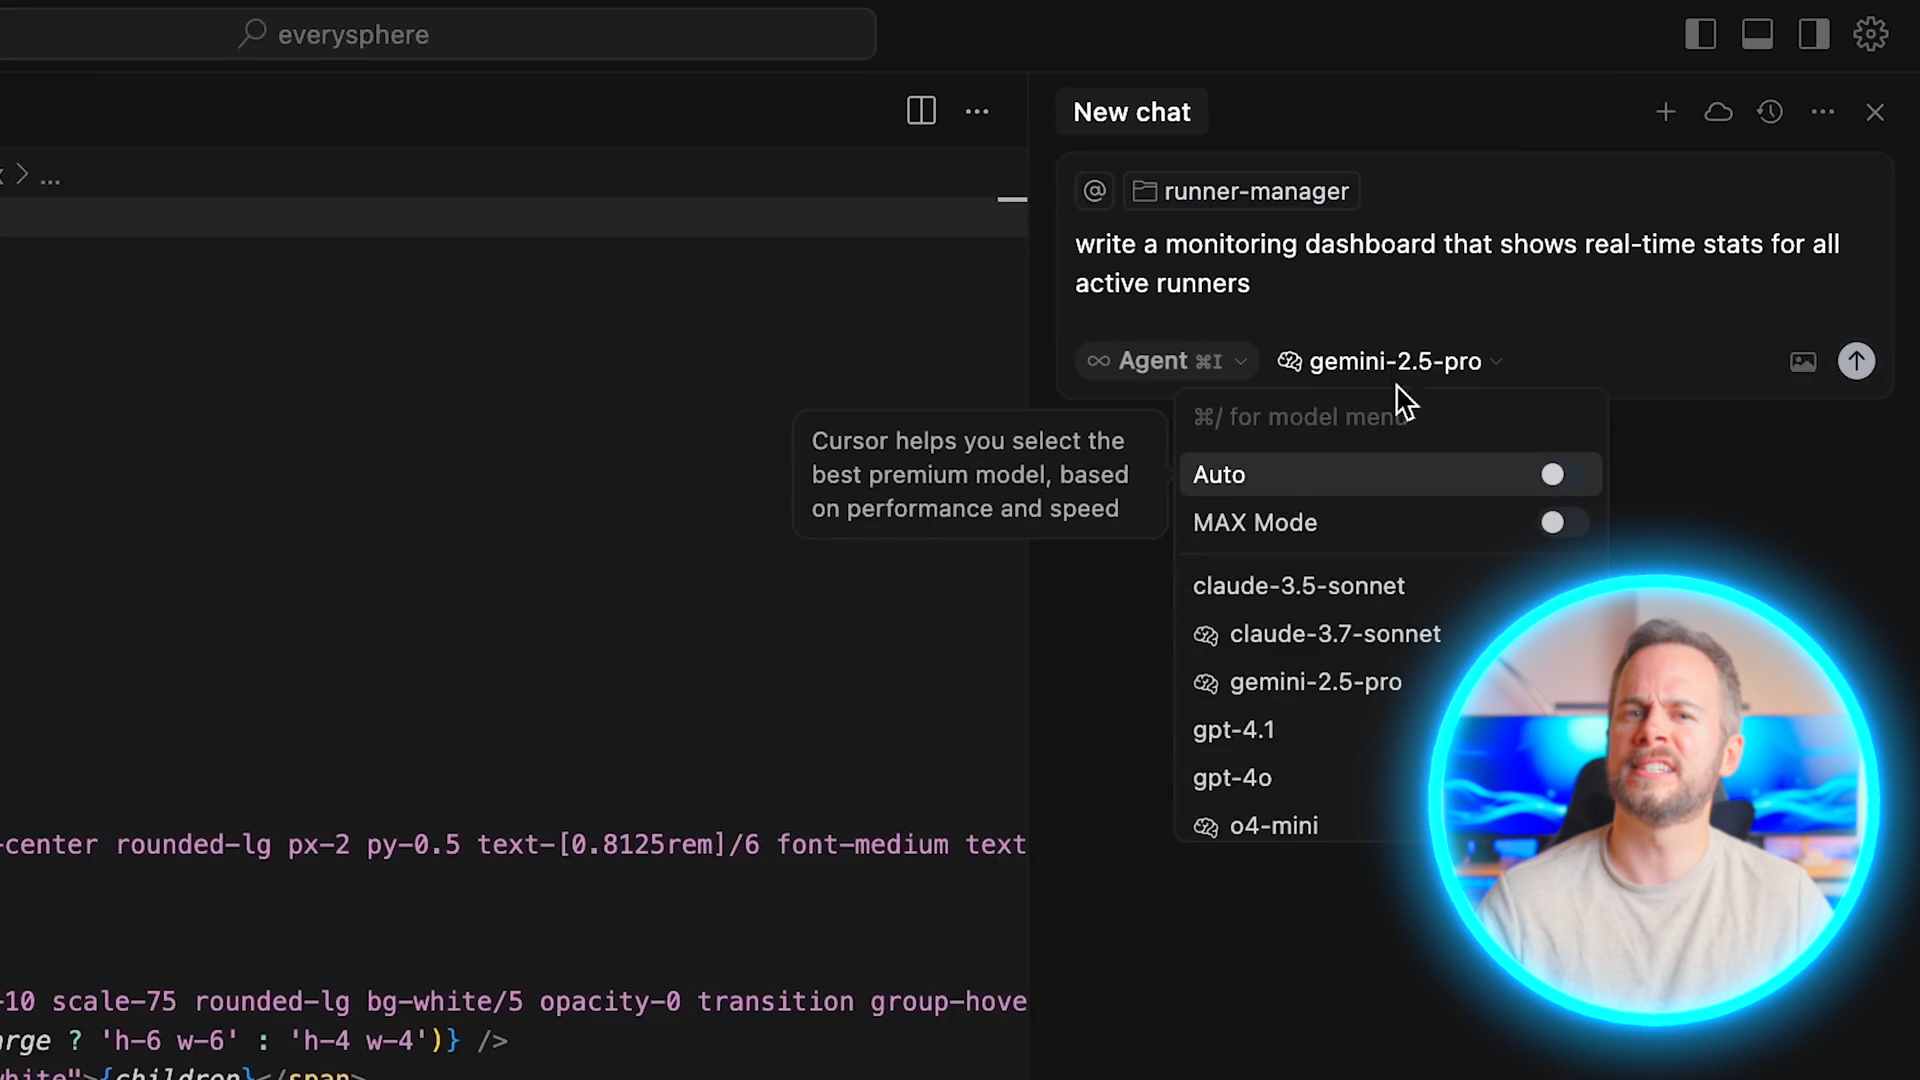 everysphere
New chat
...
@ runner-manager
write a monitoring dashboard that shows real-time stats for all
active runners
Agent ⌘I
gemini-2.5-pro
⌘/ for model menu
Cursor helps you select the
best premium model, based
on performance and speed
Auto
MAX Mode
claude-3.5-sonnet
claude-3.7-sonnet
gemini-2.5-pro
gpt-4.1
gpt-4o
o4-mini
-center rounded-lg px-2 py-0.5 text-[0.8125rem]/6 font-medium text
-10 scale-75 rounded-lg bg-white/5 opacity-0 transition group-hove
arge ? 'h-6 w-6' : 'h-4 w-4')} />
white">{children}</span>